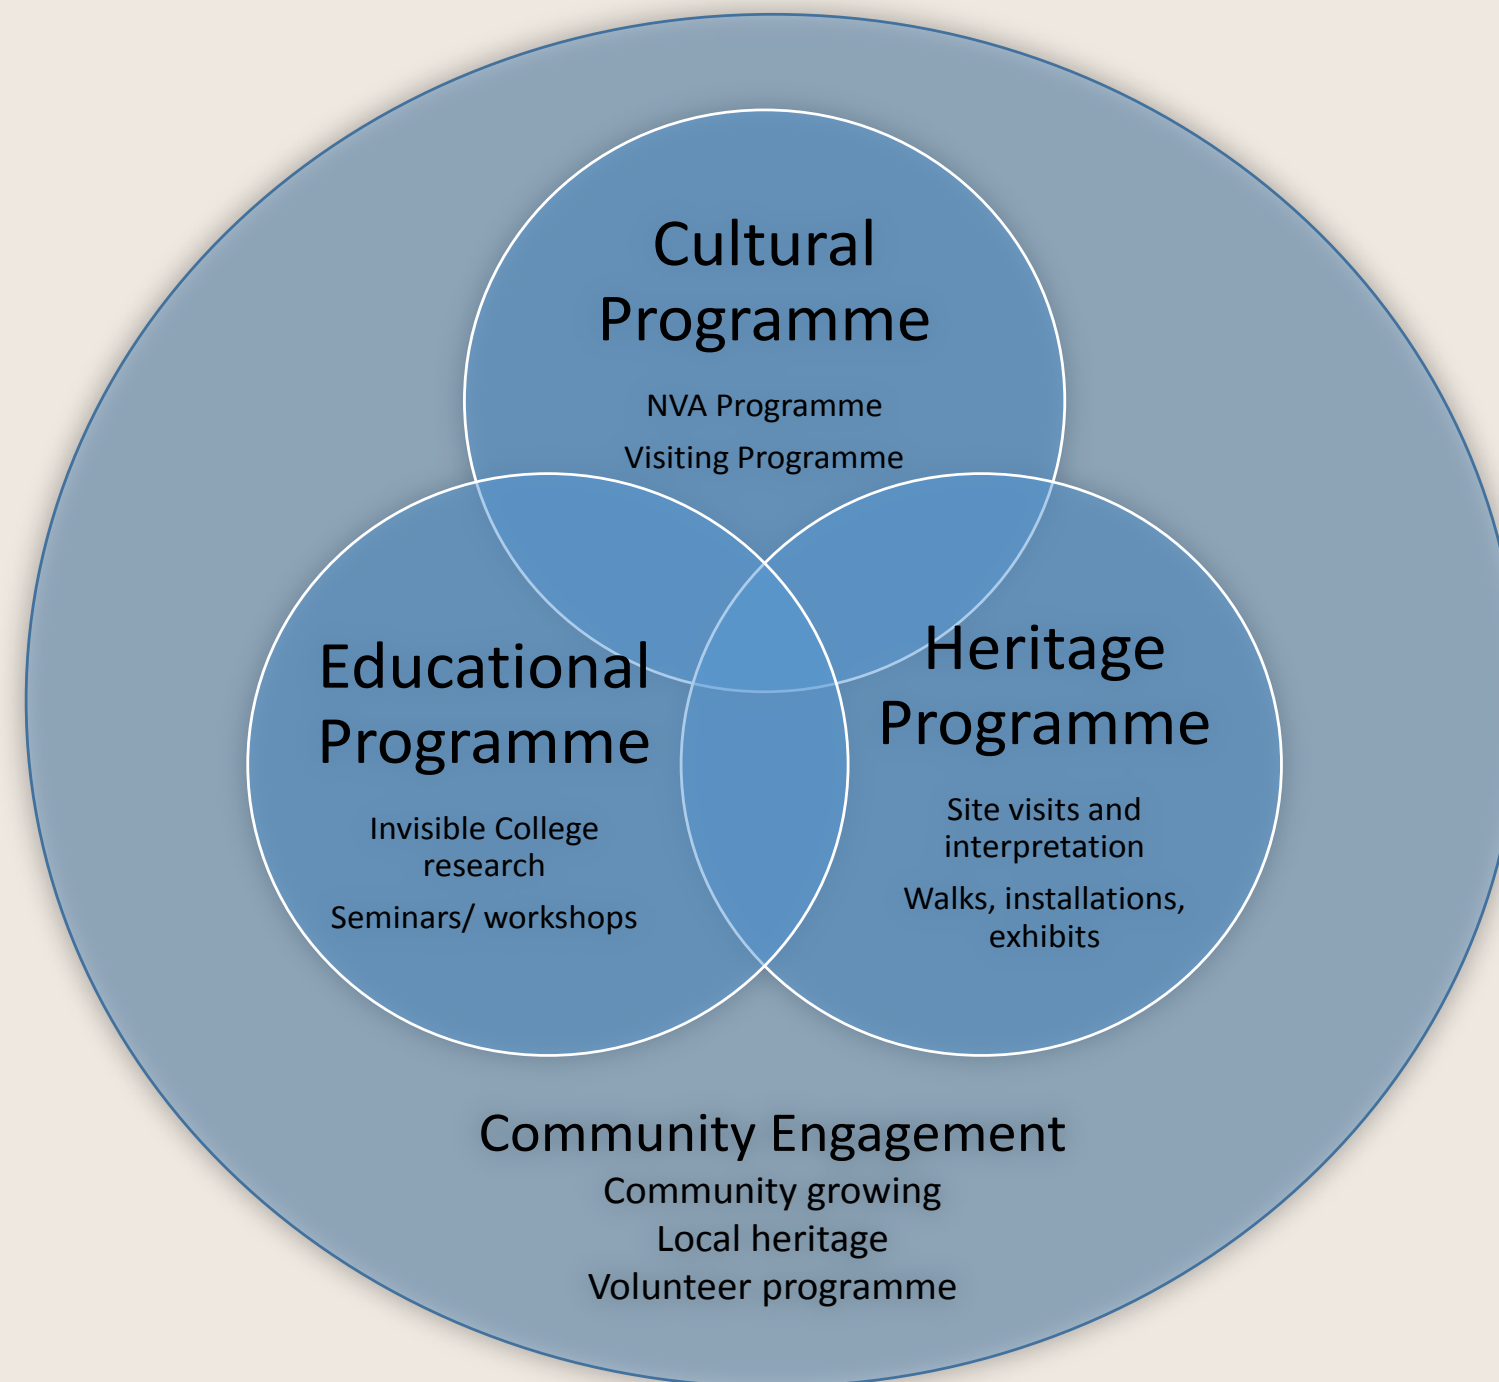 Cultural
Programme
NVA Programme
Visiting Programme
Educational
Programme
Invisible College
research
Seminars/ workshops
Heritage
Programme
Site visits and
interpretation
Walks, installations,
exhibits
Community Engagement
Community growing
Local heritage
Volunteer programme